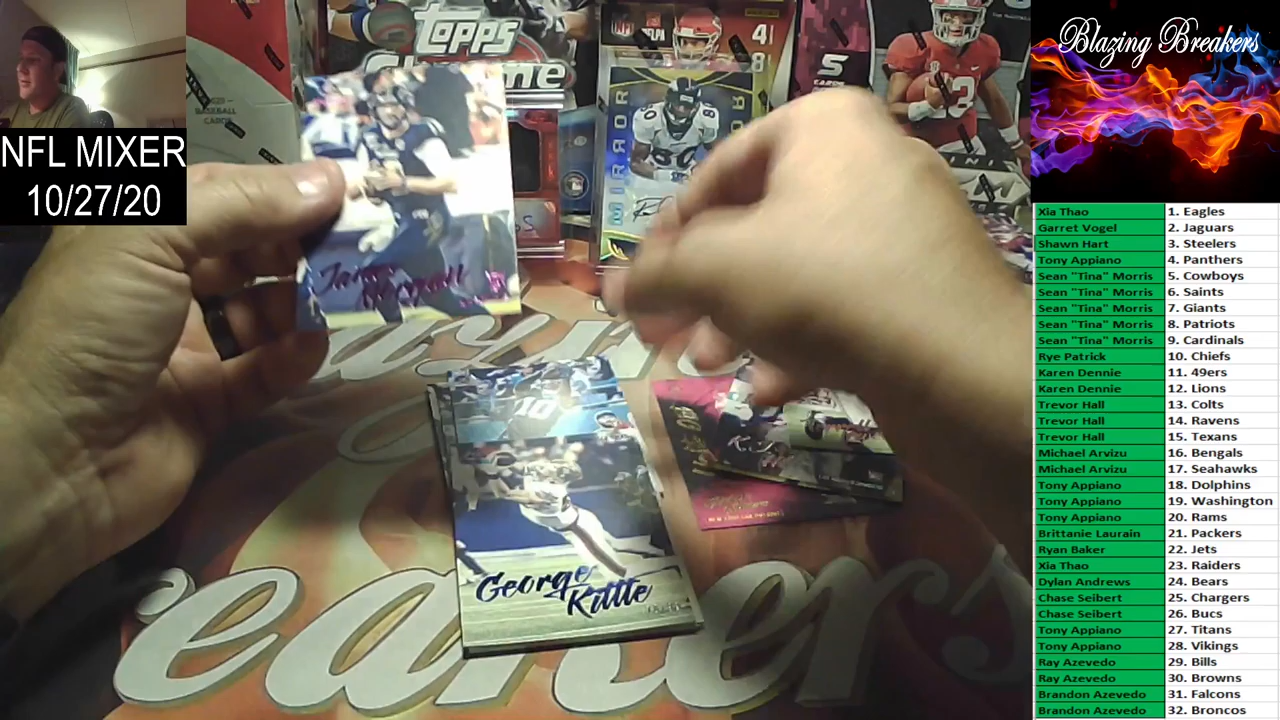 NFL MIXER
10/27/20
Topps
Chrome
NFL
MIRROR
80
13
10
George
Kittle
Blazing Breakers
Xia Thao 1. Eagles
Garret Vogel 2. Jaguars
Shawn Hart 3. Steelers
Tony Appiano 4. Panthers
Sean "Tina" Morris 5. Cowboys
Sean "Tina" Morris 6. Saints
Sean "Tina" Morris 7. Giants
Sean "Tina" Morris 8. Patriots
Sean "Tina" Morris 9. Cardinals
Rye Patrick 10. Chiefs
Karen Dennie 11. 49ers
Karen Dennie 12. Lions
Trevor Hall 13. Colts
Trevor Hall 14. Ravens
Trevor Hall 15. Texans
Michael Arvizu 16. Bengals
Michael Arvizu 17. Seahawks
Tony Appiano 18. Dolphins
Tony Appiano 19. Washington
Tony Appiano 20. Rams
Brittanie Laurain 21. Packers
Ryan Baker 22. Jets
Xia Thao 23. Raiders
Dylan Andrews 24. Bears
Chase Seibert 25. Chargers
Chase Seibert 26. Bucs
Tony Appiano 27. Titans
Tony Appiano 28. Vikings
Ray Azevedo 29. Bills
Ray Azevedo 30. Browns
Brandon Azevedo 31. Falcons
Brandon Azevedo 32. Broncos